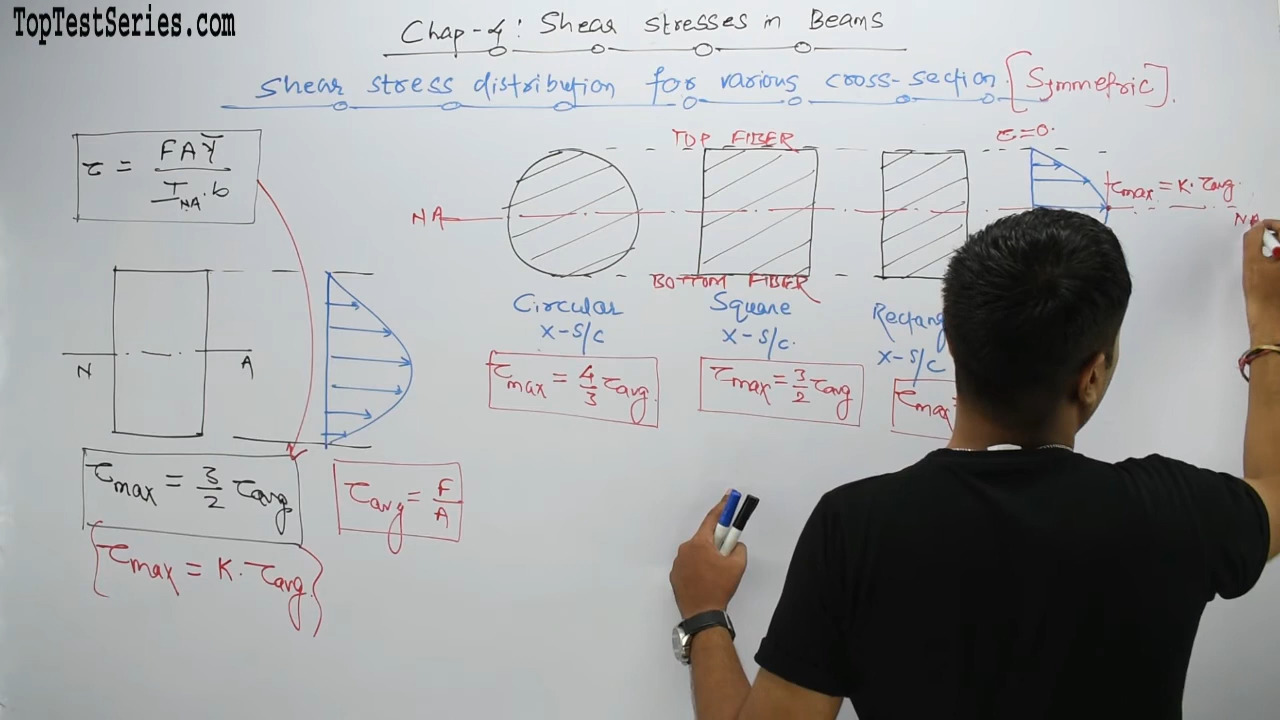 TopTestSeries.com
Chap-4: Shear stresses in Beams
Shear stress distribution for various cross-section. [Symmetric].
τ = FAȲ / I_NA · b
N A
τmax = 3/2 τavg
τavg = F/A
τmax = K · τavg.
TOP FIBER
τ=0.
τmax = K · τavg.
NA
NA
BOTTOM FIBER
Circular
X-S/C
τmax = 4/3 τavg.
Square
X-S/C.
τmax = 3/2 τavg
X-S/C
τmax